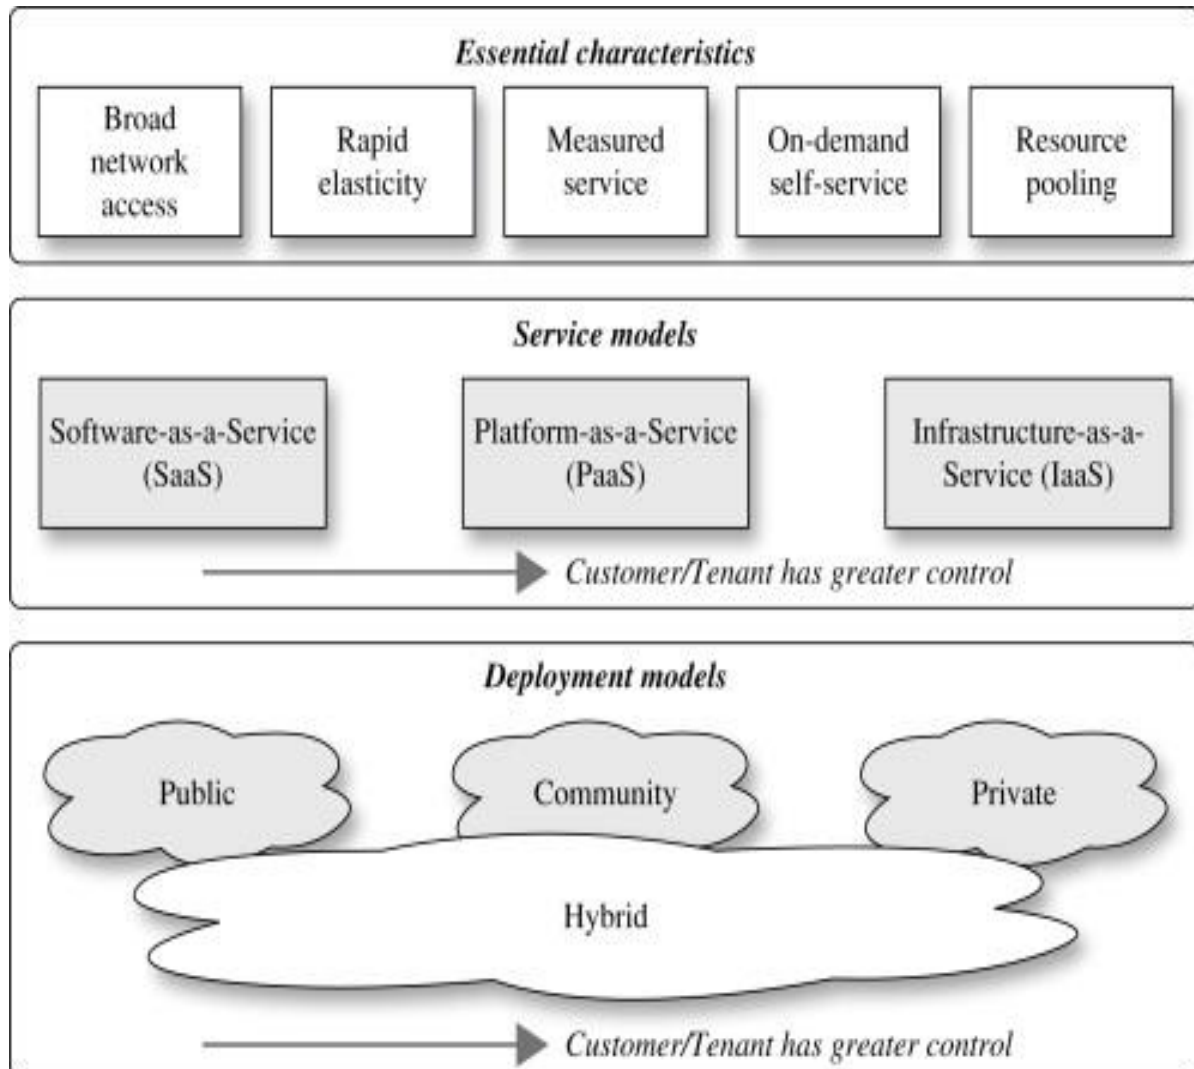 Essential characteristics
Broad
network
access
Rapid
elasticity
Measured
service
On-demand
self-service
Resource
pooling
Service models
Software-as-a-Service
(SaaS)
Platform-as-a-Service
(PaaS)
Infrastructure-as-a-
Service (IaaS)
Customer/Tenant has greater control
Deployment models
Public
Community
Private
Hybrid
Customer/Tenant has greater control